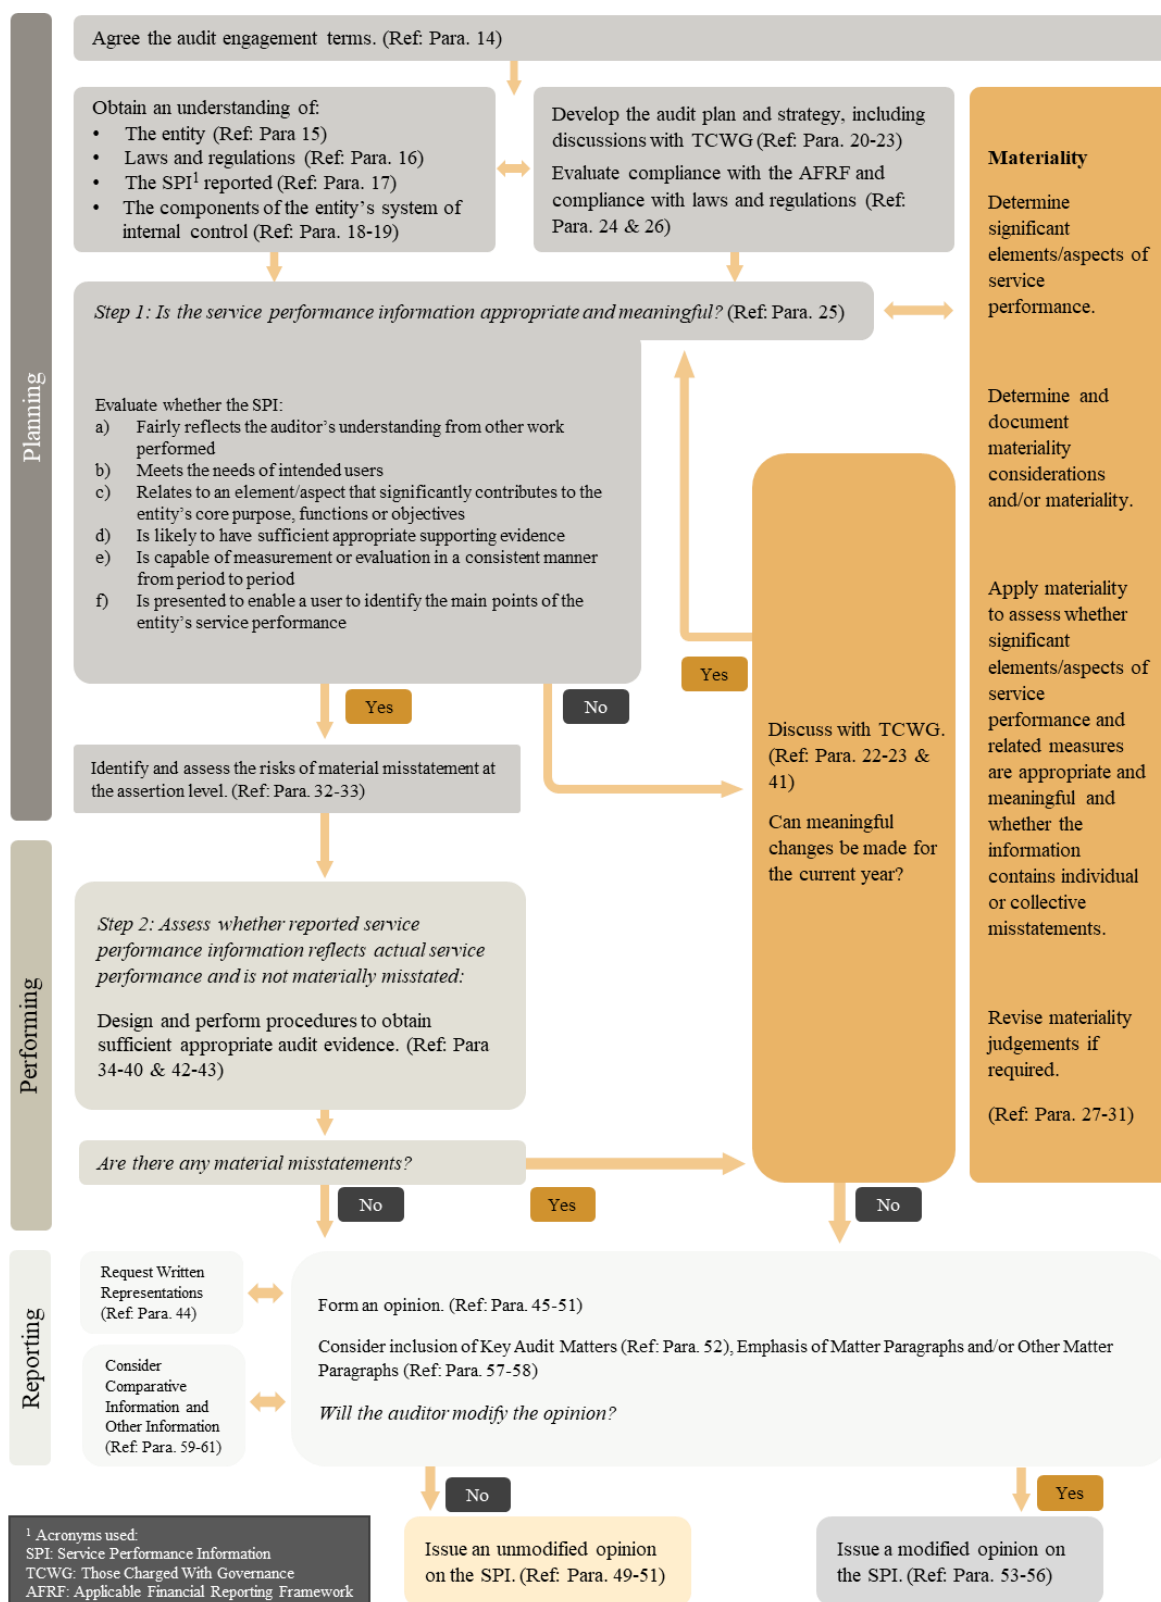 Planning
Agree the audit engagement terms. (Ref: Para. 14)
Obtain an understanding of:
• The entity (Ref: Para 15)
• Laws and regulations (Ref: Para. 16)
• The SPI¹ reported (Ref: Para. 17)
• The components of the entity's system of
internal control (Ref: Para. 18-19)
Develop the audit plan and strategy, including
discussions with TCWG (Ref: Para. 20-23)
Evaluate compliance with the AFRF and
compliance with laws and regulations (Ref:
Para. 24 & 26)
Materiality
Determine
significant
elements/aspects of
service
performance.
Determine and
document
materiality
considerations
and/or materiality.
Apply materiality
to assess whether
significant
elements/aspects of
service
performance and
related measures
are appropriate and
meaningful and
whether the
information
contains individual
or collective
misstatements.
Revise materiality
judgements if
required.
(Ref: Para. 27-31)
Step 1: Is the service performance information appropriate and meaningful? (Ref: Para. 25)
Evaluate whether the SPI:
a) Fairly reflects the auditor's understanding from other work
performed
b) Meets the needs of intended users
c) Relates to an element/aspect that significantly contributes to the
entity's core purpose, functions or objectives
d) Is likely to have sufficient appropriate supporting evidence
e) Is capable of measurement or evaluation in a consistent manner
from period to period
f) Is presented to enable a user to identify the main points of the
entity's service performance
Yes
No
Yes
Discuss with TCWG.
(Ref: Para. 22-23 &
41)
Can meaningful
changes be made for
the current year?
Identify and assess the risks of material misstatement at
the assertion level. (Ref: Para. 32-33)
Performing
Step 2: Assess whether reported service
performance information reflects actual service
performance and is not materially misstated:
Design and perform procedures to obtain
sufficient appropriate audit evidence. (Ref: Para
34-40 & 42-43)
Are there any material misstatements?
No
Yes
No
Reporting
Request Written
Representations
(Ref: Para. 44)
Consider
Comparative
Information and
Other Information
(Ref: Para. 59-61)
Form an opinion. (Ref: Para. 45-51)
Consider inclusion of Key Audit Matters (Ref: Para. 52), Emphasis of Matter Paragraphs and/or Other Matter
Paragraphs (Ref: Para. 57-58)
Will the auditor modify the opinion?
No
Yes
¹ Acronyms used:
SPI: Service Performance Information
TCWG: Those Charged With Governance
AFRF: Applicable Financial Reporting Framework
Issue an unmodified opinion
on the SPI. (Ref: Para. 49-51)
Issue a modified opinion on
the SPI. (Ref: Para. 53-56)